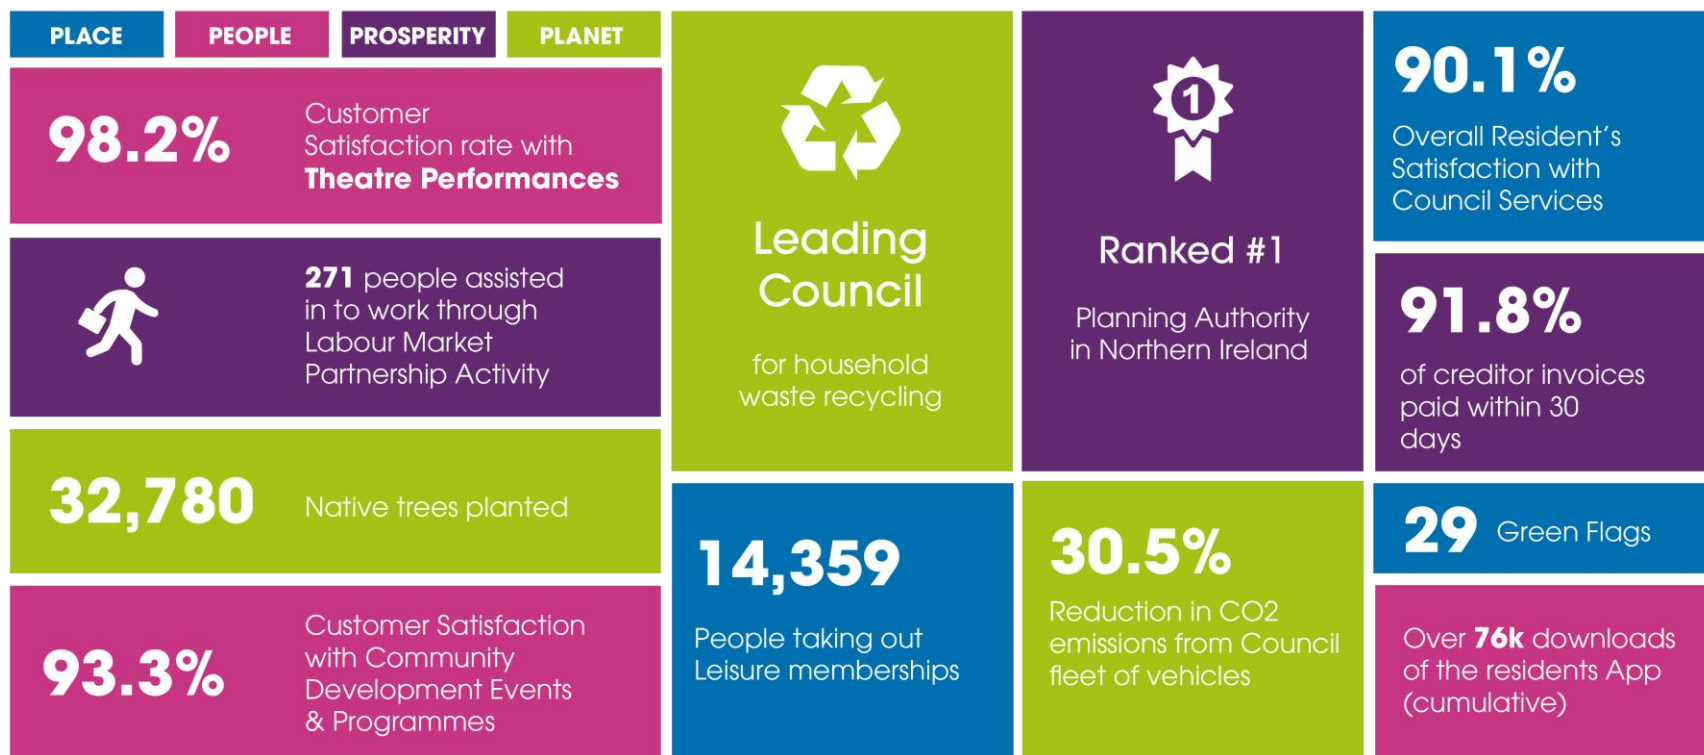 PLACE
PEOPLE
PROSPERITY
PLANET
98.2%
Customer
Satisfaction rate with
Theatre Performances
271 people assisted
in to work through
Labour Market
Partnership Activity
32,780
Native trees planted
93.3%
Customer Satisfaction
with Community
Development Events
& Programmes
Leading
Council
for household
waste recycling
14,359
People taking out
Leisure memberships
1
Ranked #1
Planning Authority
in Northern Ireland
30.5%
Reduction in CO2
emissions from Council
fleet of vehicles
90.1%
Overall Resident's
Satisfaction with
Council Services
91.8%
of creditor invoices
paid within 30
days
29 Green Flags
Over 76k downloads
of the residents App
(cumulative)